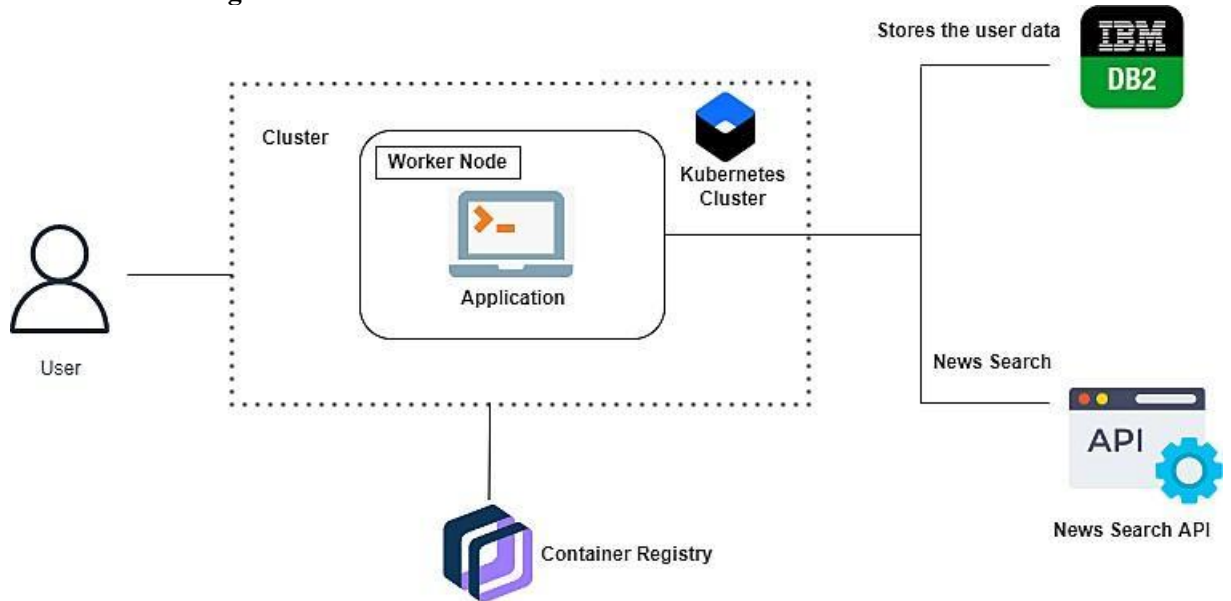 Stores the user data
IBM
DB2
Cluster
Worker Node
Kubernetes
Cluster
Application
User
News Search
API
News Search API
Container Registry